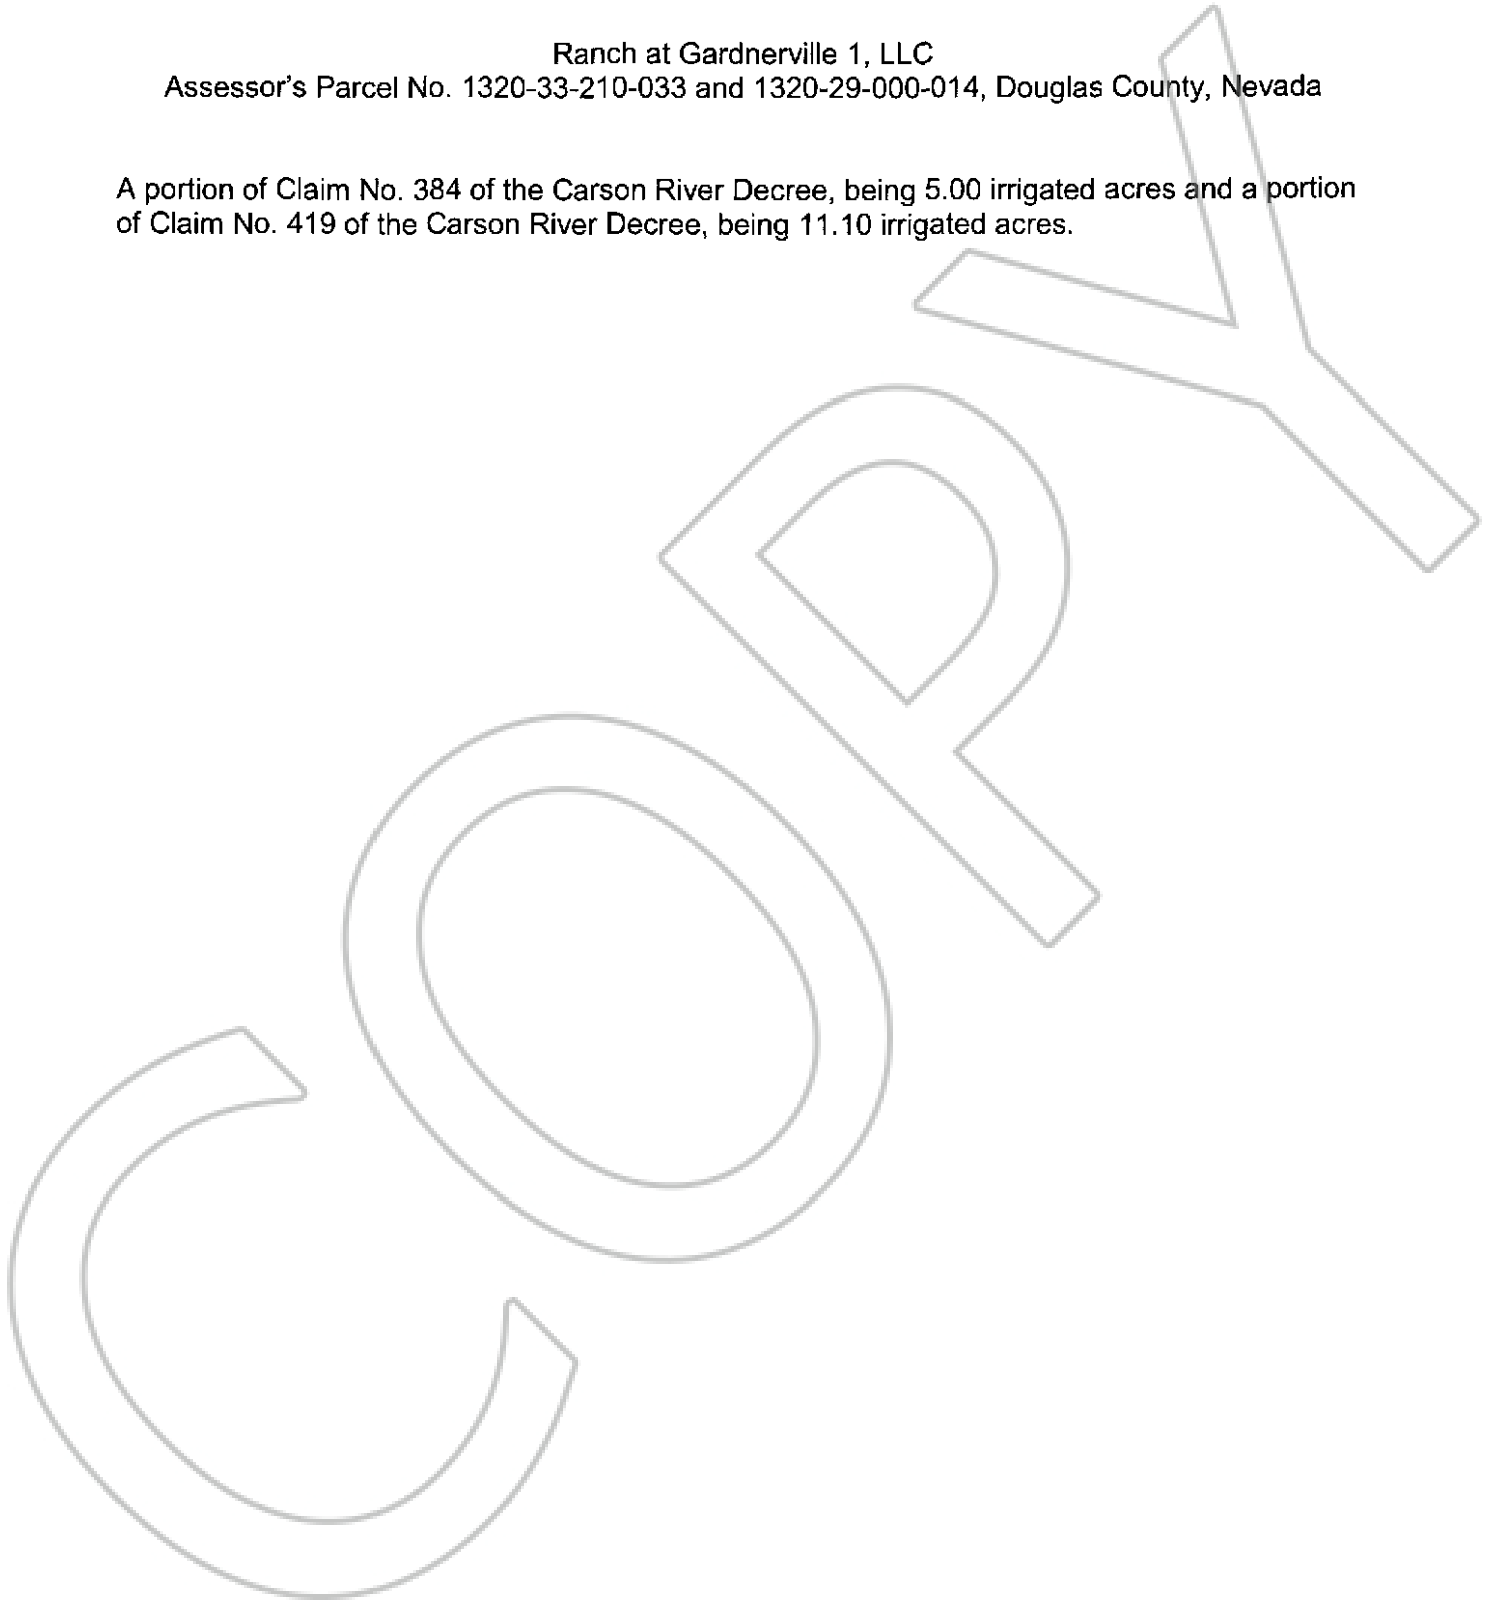 Ranch at Gardnerville 1, LLC
Assessor's Parcel No. 1320-33-210-033 and 1320-29-000-014, Douglas County, Nevada
A portion of Claim No. 384 of the Carson River Decree, being 5.00 irrigated acres and a portion
of Claim No. 419 of the Carson River Decree, being 11.10 irrigated acres.
COPY